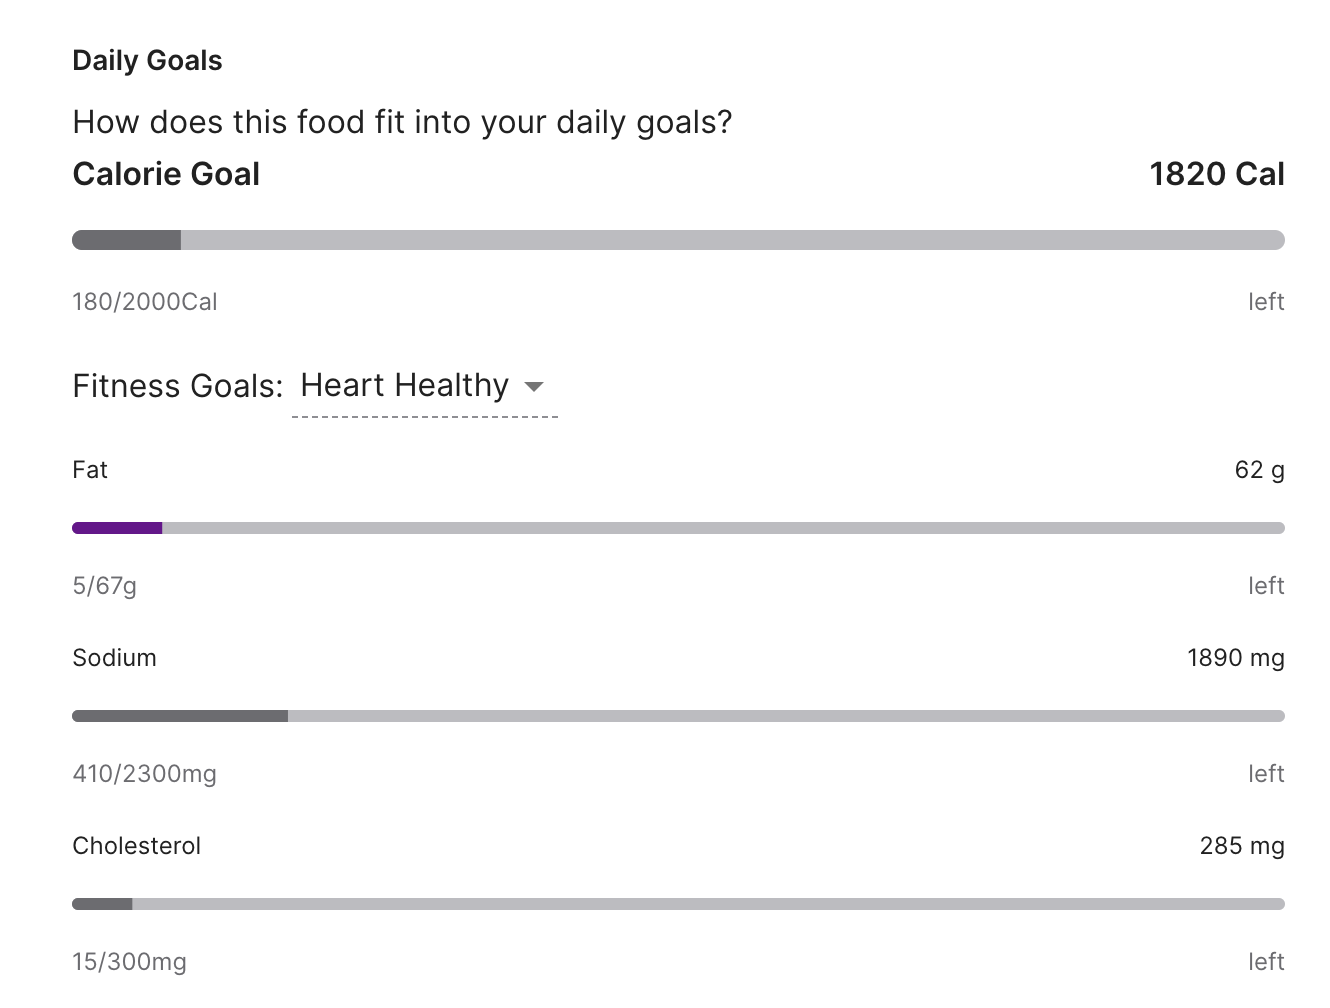 Daily Goals
How does this food fit into your daily goals?
Calorie Goal 1820 Cal
180/2000Cal left
Fitness Goals: Heart Healthy
Fat 62 g
5/67g left
Sodium 1890 mg
410/2300mg left
Cholesterol 285 mg
15/300mg left